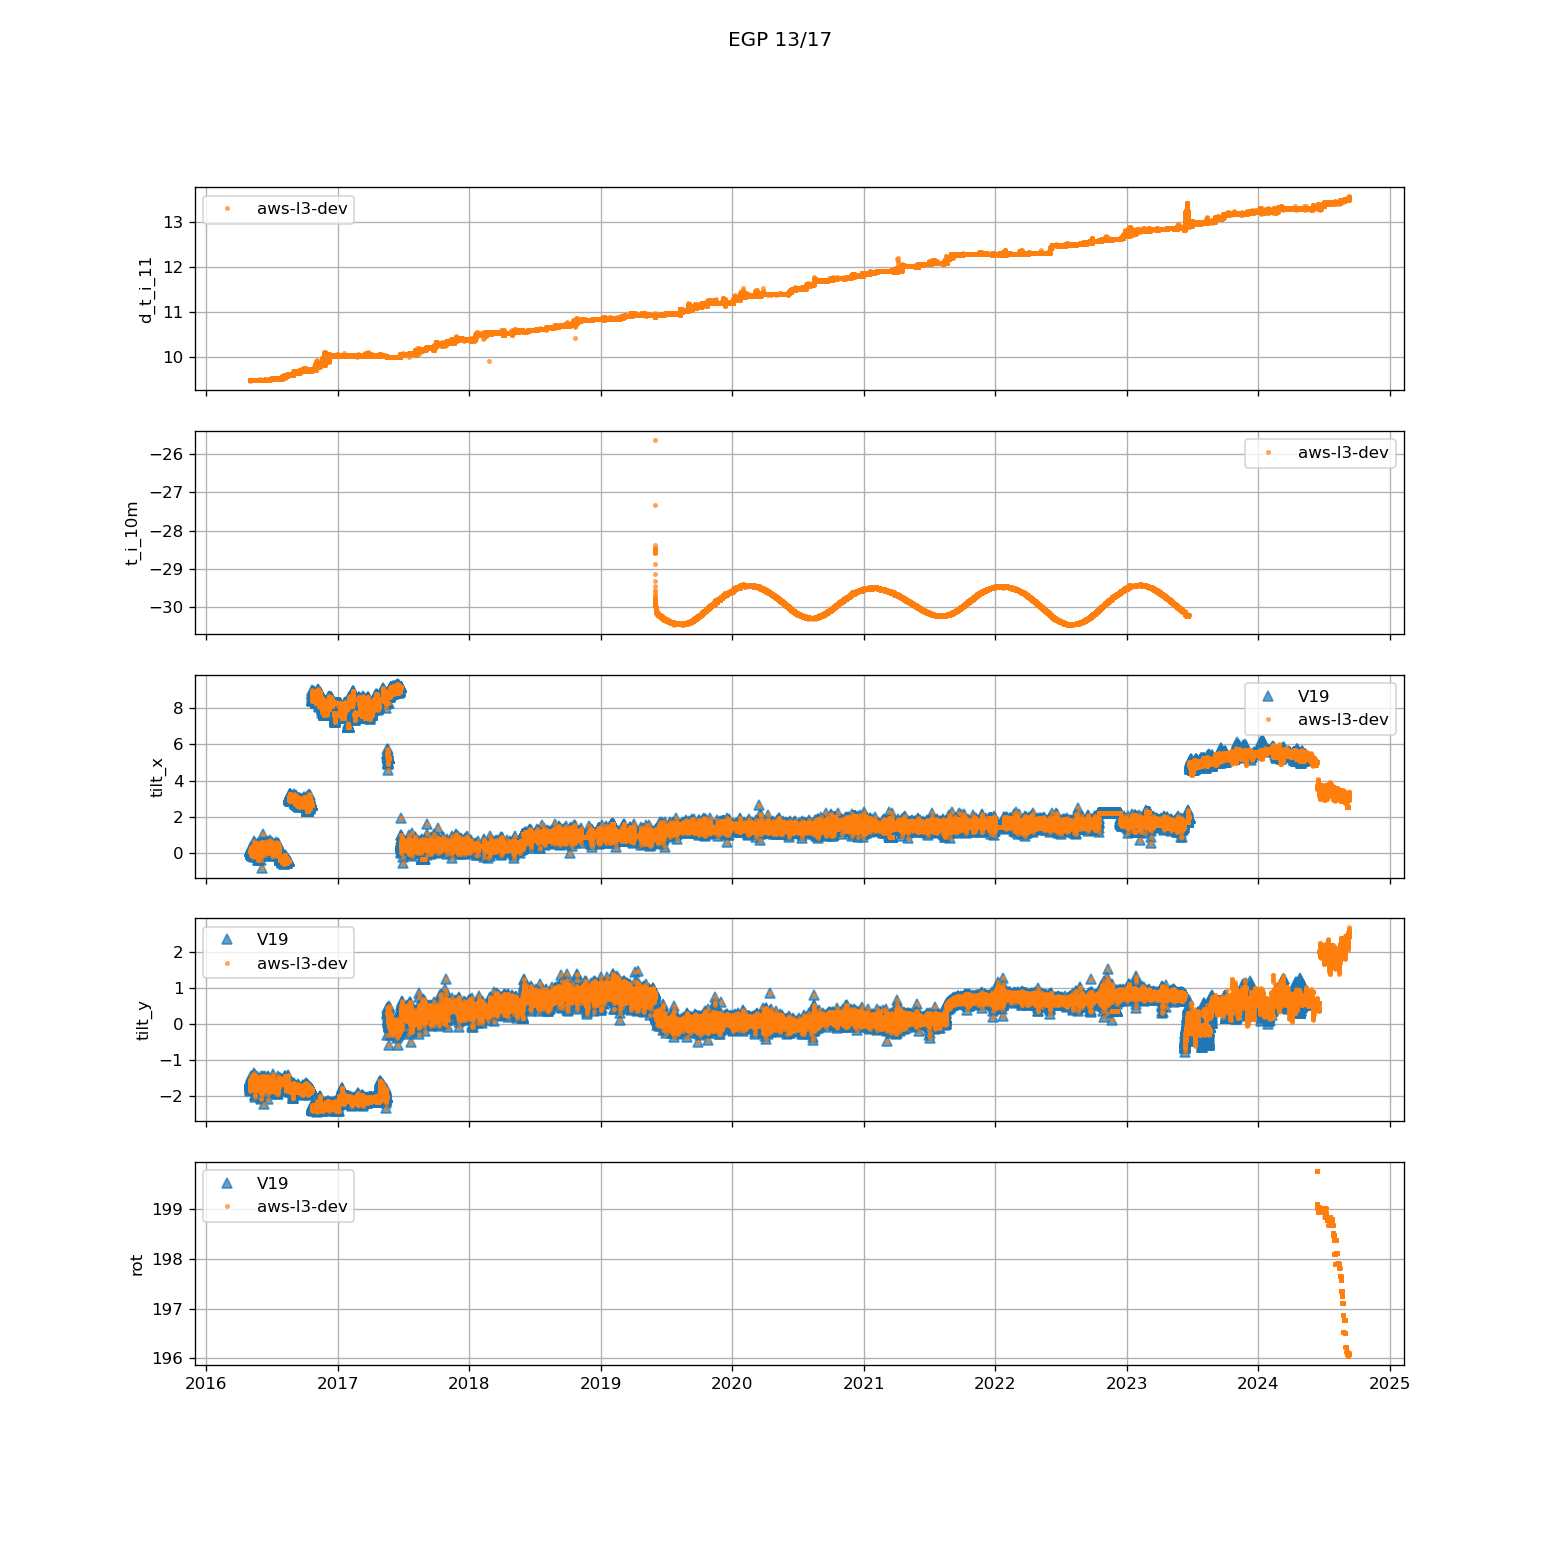 EGP 13/17
aws-l3-dev
d_t_i_11
13
12
11
10
aws-l3-dev
t_i_10m
−26
−27
−28
−29
−30
V19
aws-l3-dev
tilt_x
8
6
4
2
0
V19
aws-l3-dev
tilt_y
2
1
0
−1
−2
V19
aws-l3-dev
rot
199
198
197
196
2016 2017 2018 2019 2020 2021 2022 2023 2024 2025